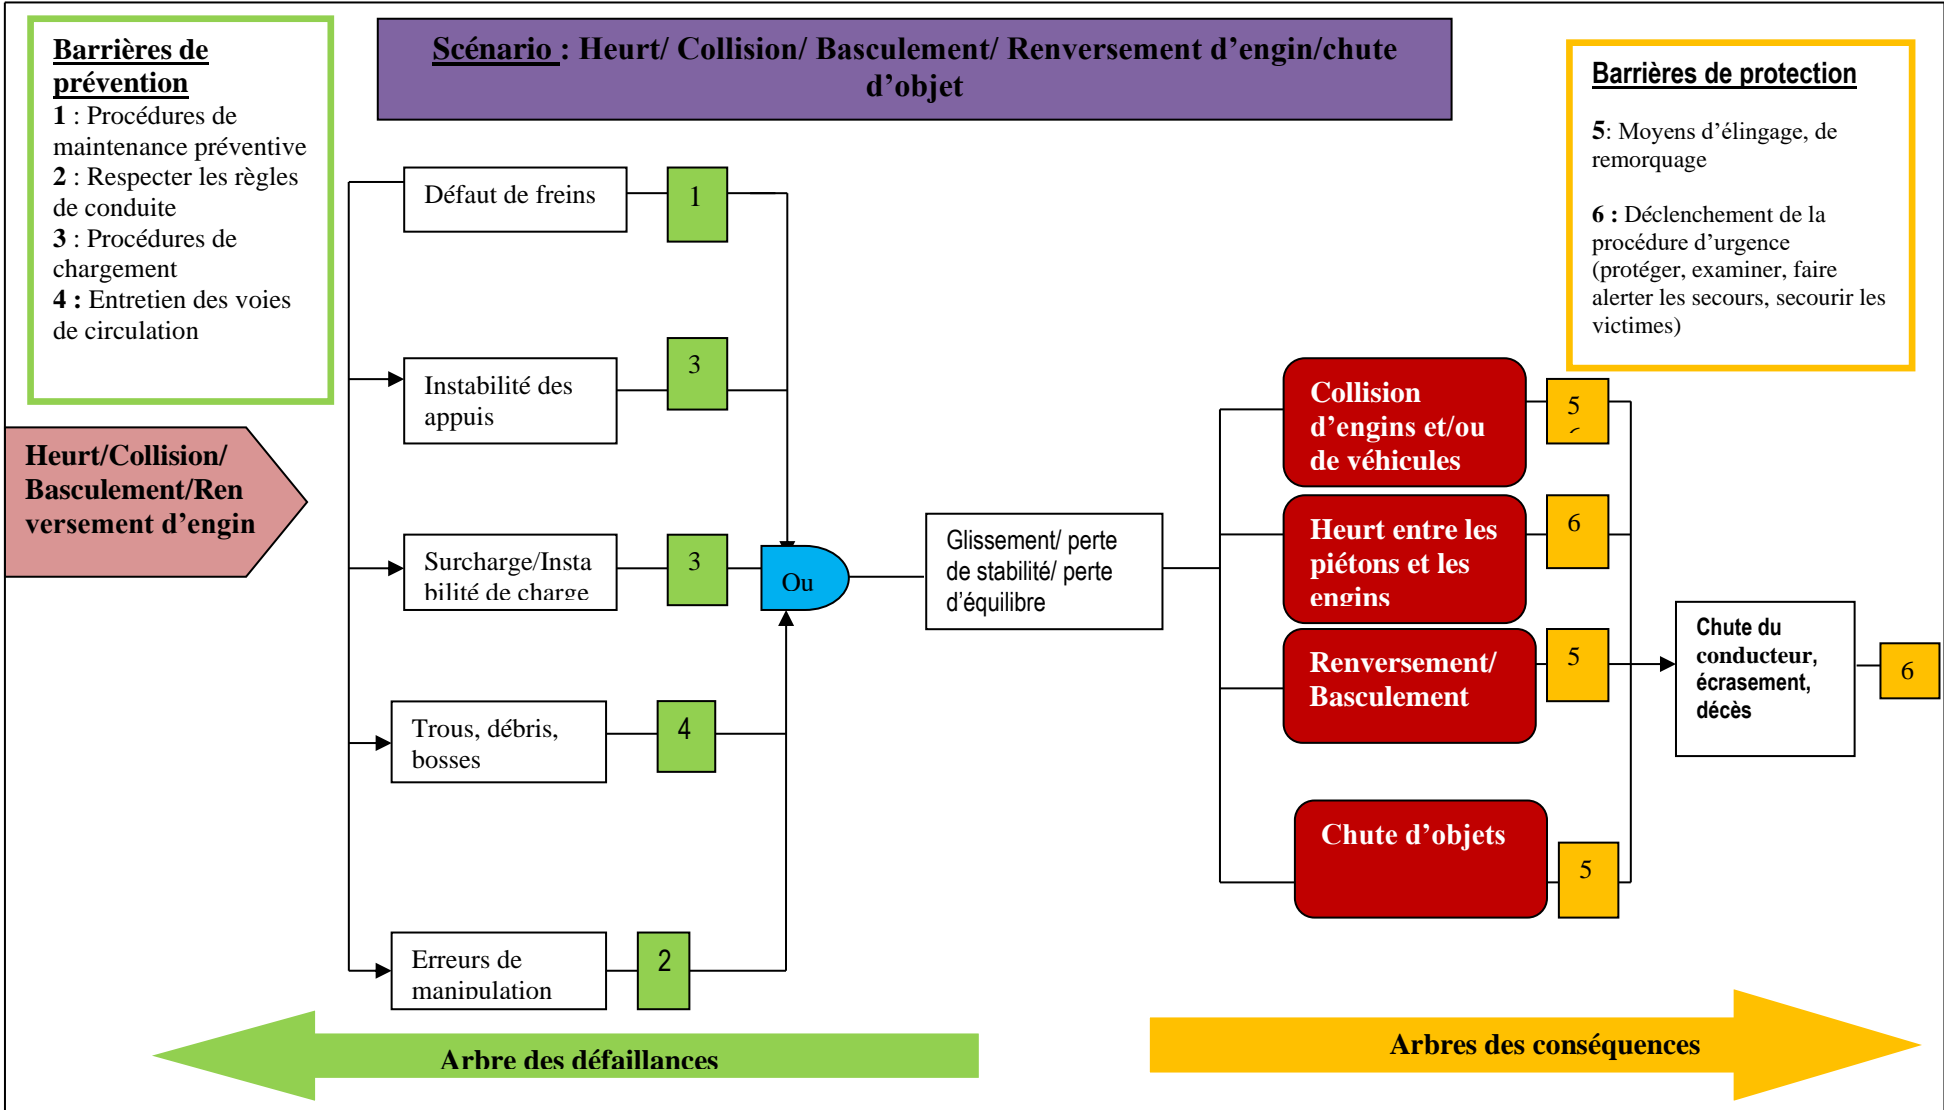 Barrières de
prévention
1 : Procédures de
maintenance préventive
2 : Respecter les règles
de conduite
3 : Procédures de
chargement
4 : Entretien des voies
de circulation
Scénario : Heurt/ Collision/ Basculement/ Renversement d’engin/chute
d’objet
Barrières de protection
5: Moyens d’élingage, de
remorquage
6 : Déclenchement de la
procédure d’urgence
(protéger, examiner, faire
alerter les secours, secourir les
victimes)
Heurt/Collision/
Basculement/Ren
versement d’engin
Défaut de freins
1
Instabilité des
appuis
3
Surcharge/Insta
bilité de charge
3
Trous, débris,
bosses
4
Erreurs de
manipulation
2
Ou
Glissement/ perte
de stabilité/ perte
d’équilibre
Collision
d’engins et/ou
de véhicules
5
Heurt entre les
piétons et les
engins
6
Renversement/
Basculement
5
Chute d’objets
5
Chute du
conducteur,
écrasement,
décès
6
Arbre des défaillances
Arbres des conséquences